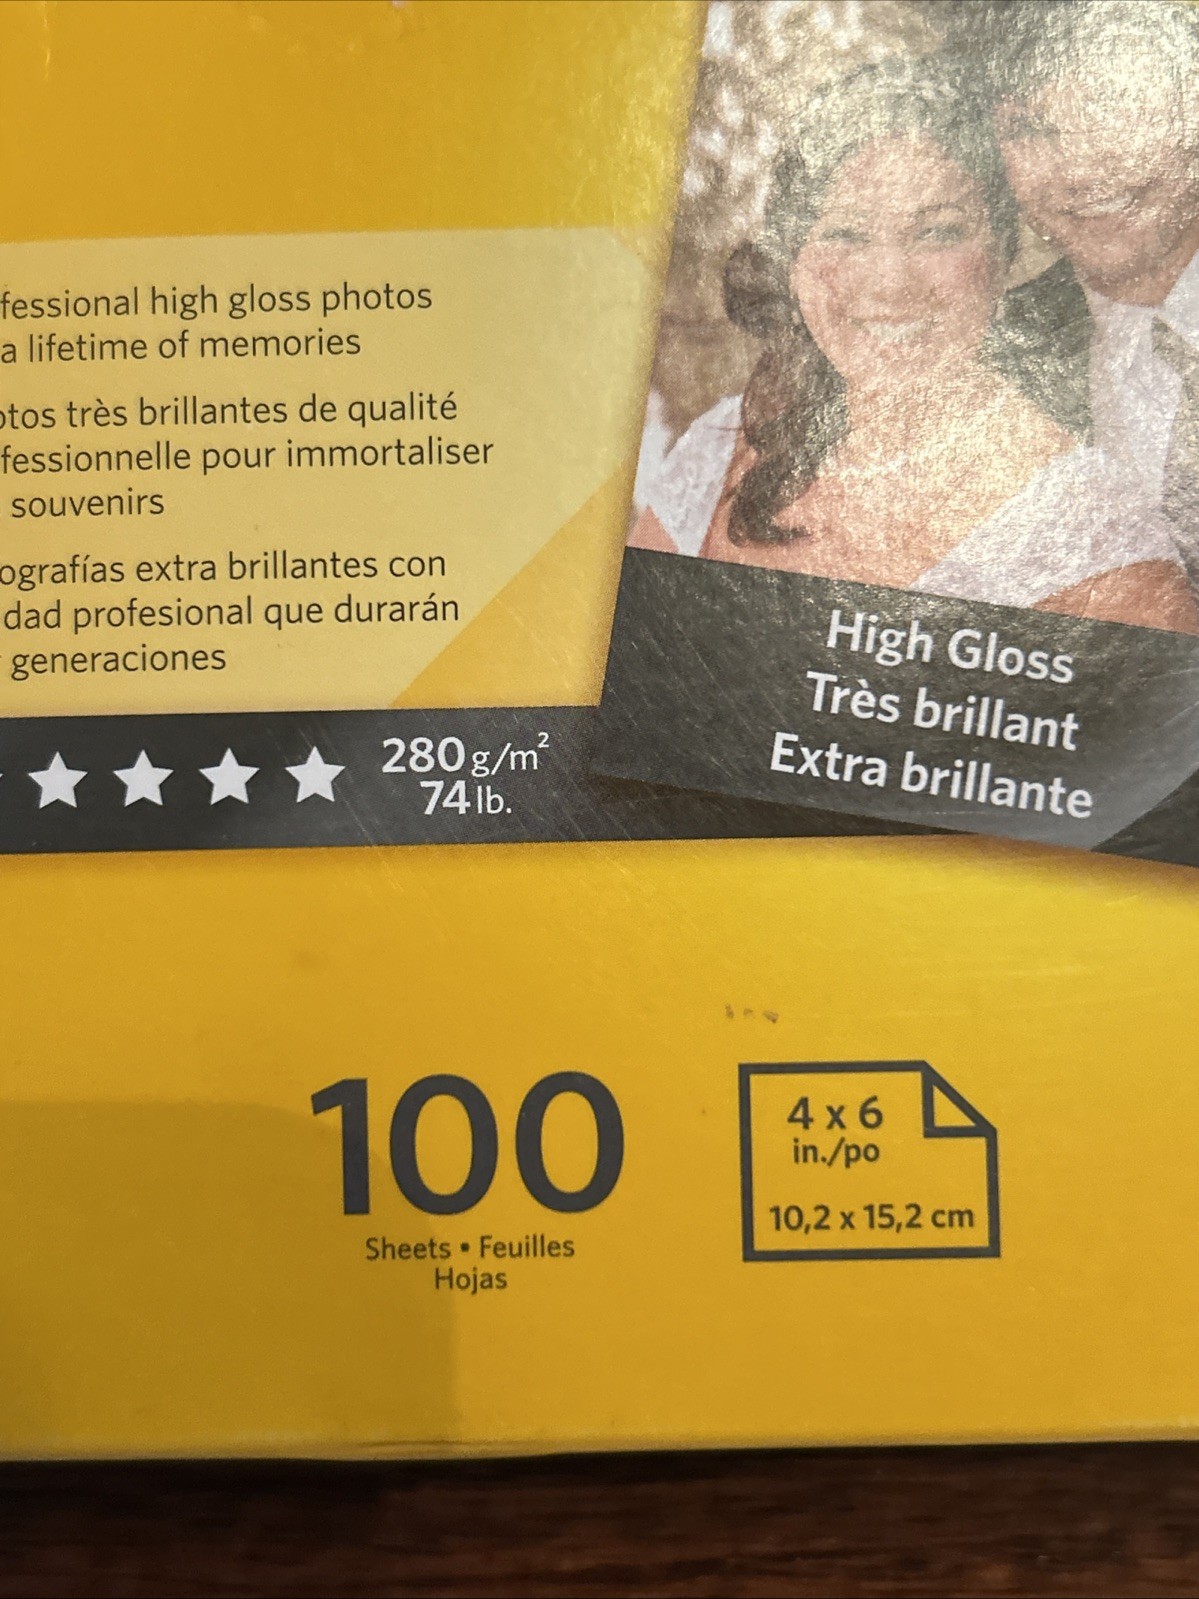 fessional high gloss photos
a lifetime of memories
otos très brillantes de qualité
fessionnelle pour immortaliser
souvenirs
ografías extra brillantes con
dad profesional que durarán
generaciones
280 g/m²
74 lb.
High Gloss
Très brillant
Extra brillante
100
Sheets • Feuilles
Hojas
4 x 6
in./po
10,2 x 15,2 cm